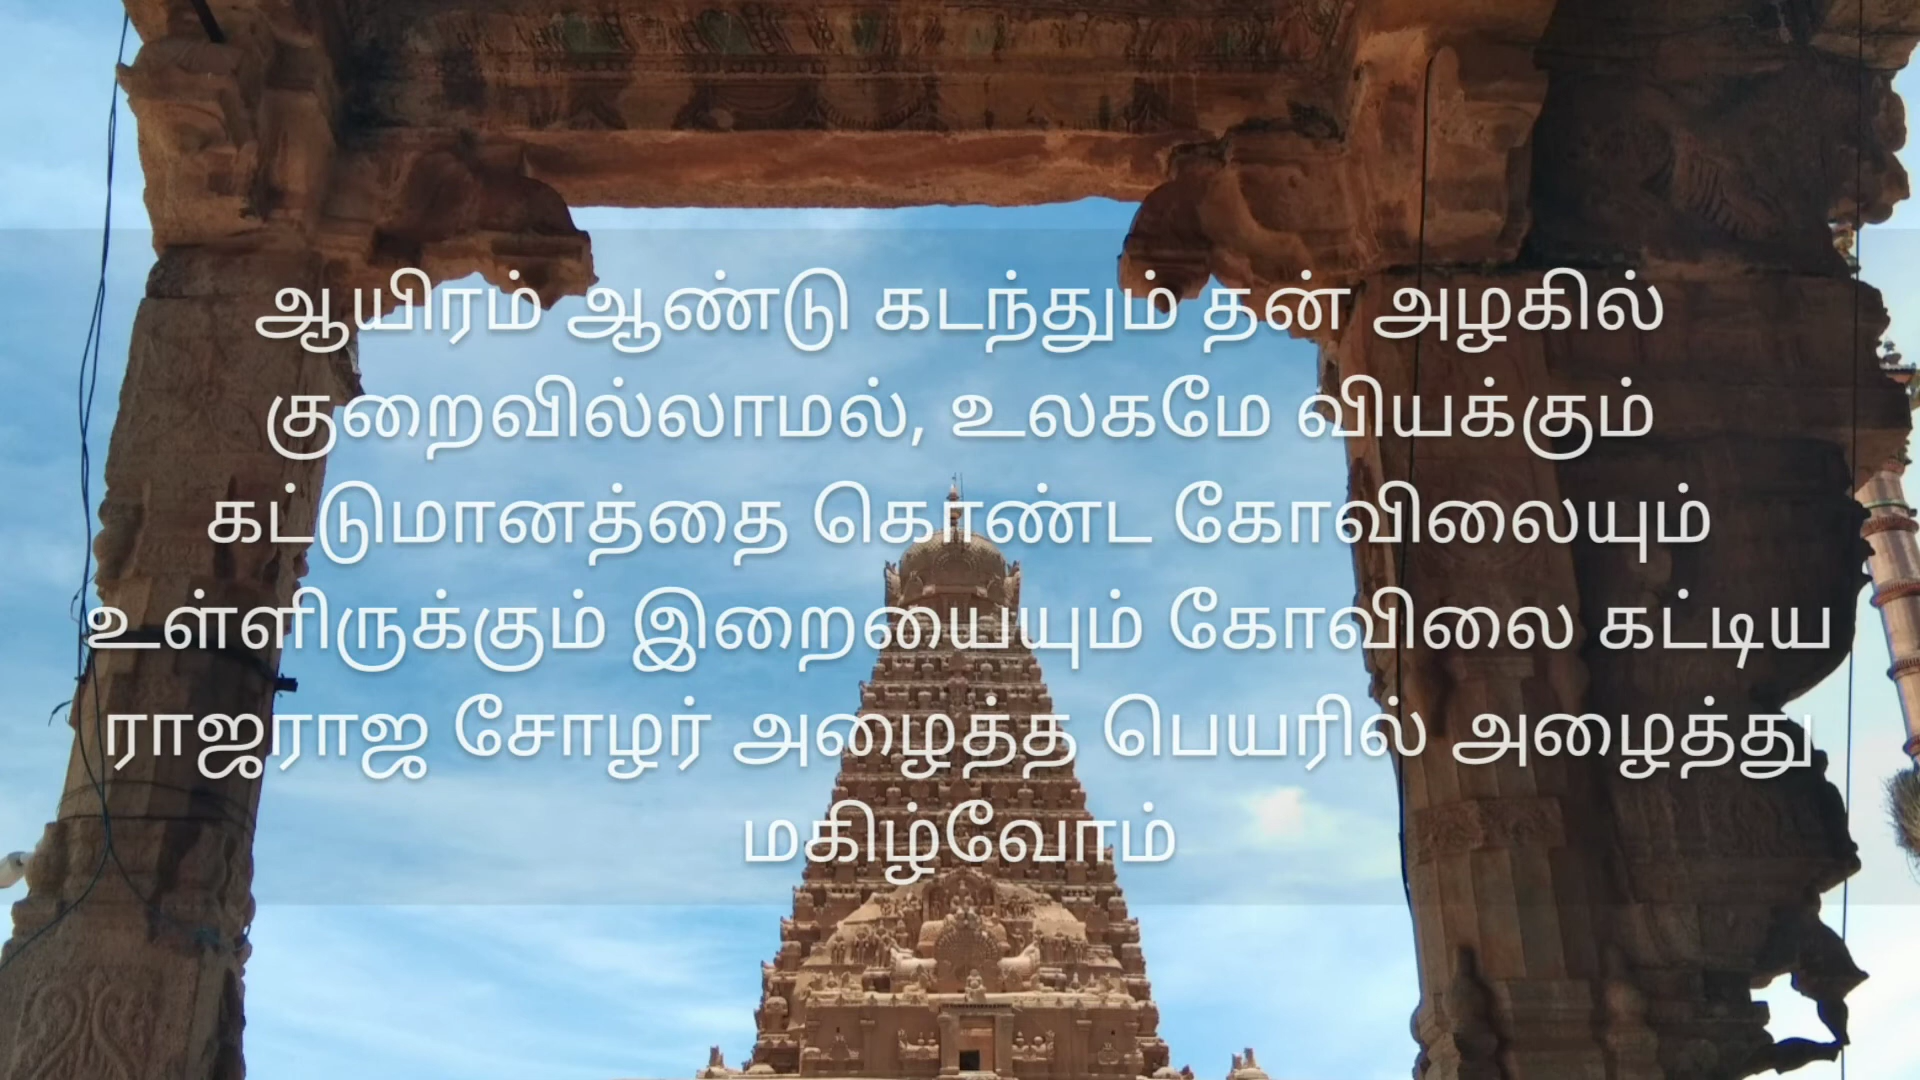 ஆயிரம் ஆண்டு கடந்தும் தன் அழகில்
குறைவில்லாமல், உலகமே வியக்கும்
கட்டுமானத்தை கொண்ட கோவிலையும்
உள்ளிருக்கும் இறையையும் கோவிலை கட்டிய
ராஜராஜ சோழர் அழைத்த பெயரில் அழைத்து
மகிழ்வோம்